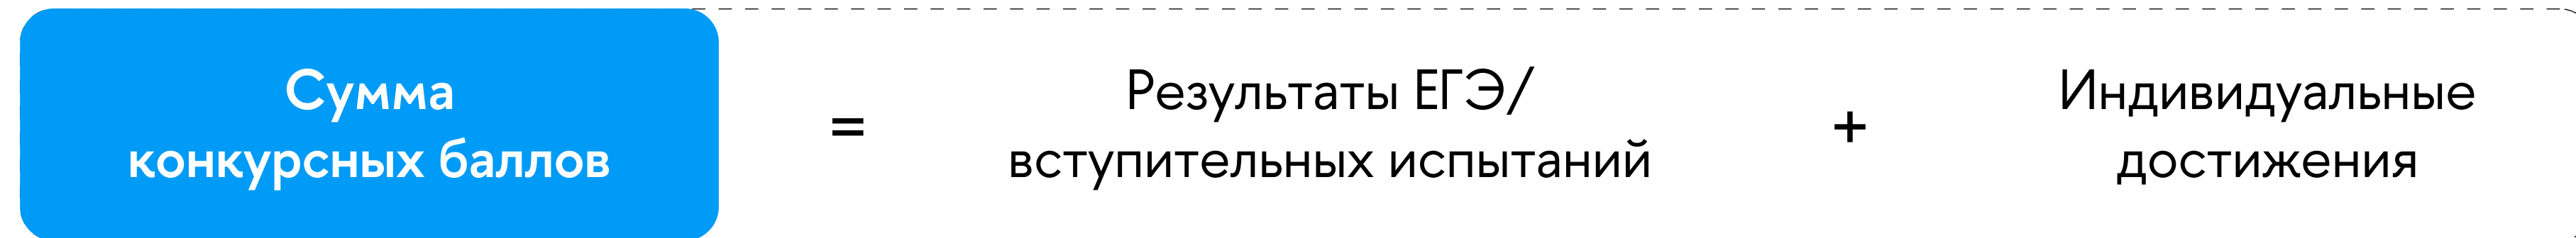 Сумма
конкурсных баллов
=
Результаты ЕГЭ/
вступительных испытаний
+
Индивидуальные
достижения